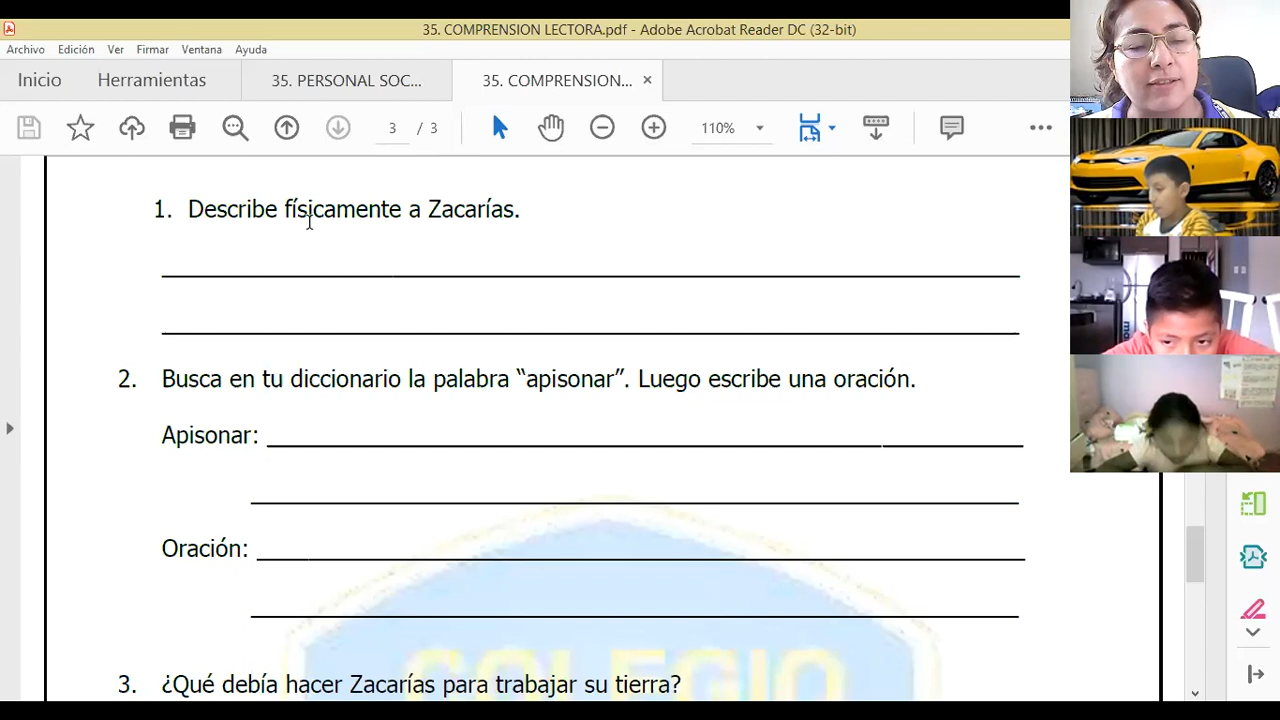 35. COMPRENSION LECTORA.pdf - Adobe Acrobat Reader DC (32-bit)
Archivo Edición Ver Firmar Ventana Ayuda
Inicio Herramientas 35. PERSONAL SOC... 35. COMPRENSION... ×
3 / 3 110%
1. Describe físicamente a Zacarías.
2. Busca en tu diccionario la palabra “apisonar”. Luego escribe una oración.
Apisonar:
Oración:
COLEGIO
3. ¿Qué debía hacer Zacarías para trabajar su tierra?